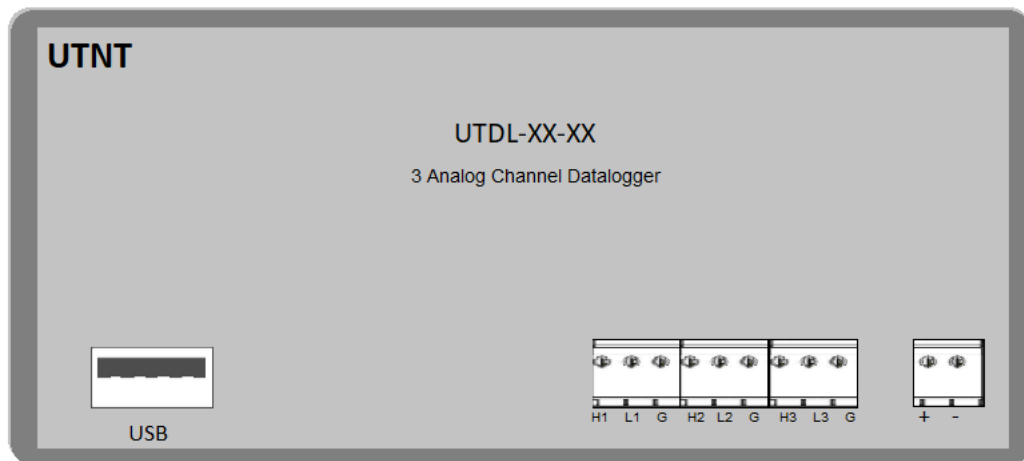 UTNT
UTDL-XX-XX
3 Analog Channel Datalogger
H1 L1 G H2 L2 G H3 L3 G + -
USB